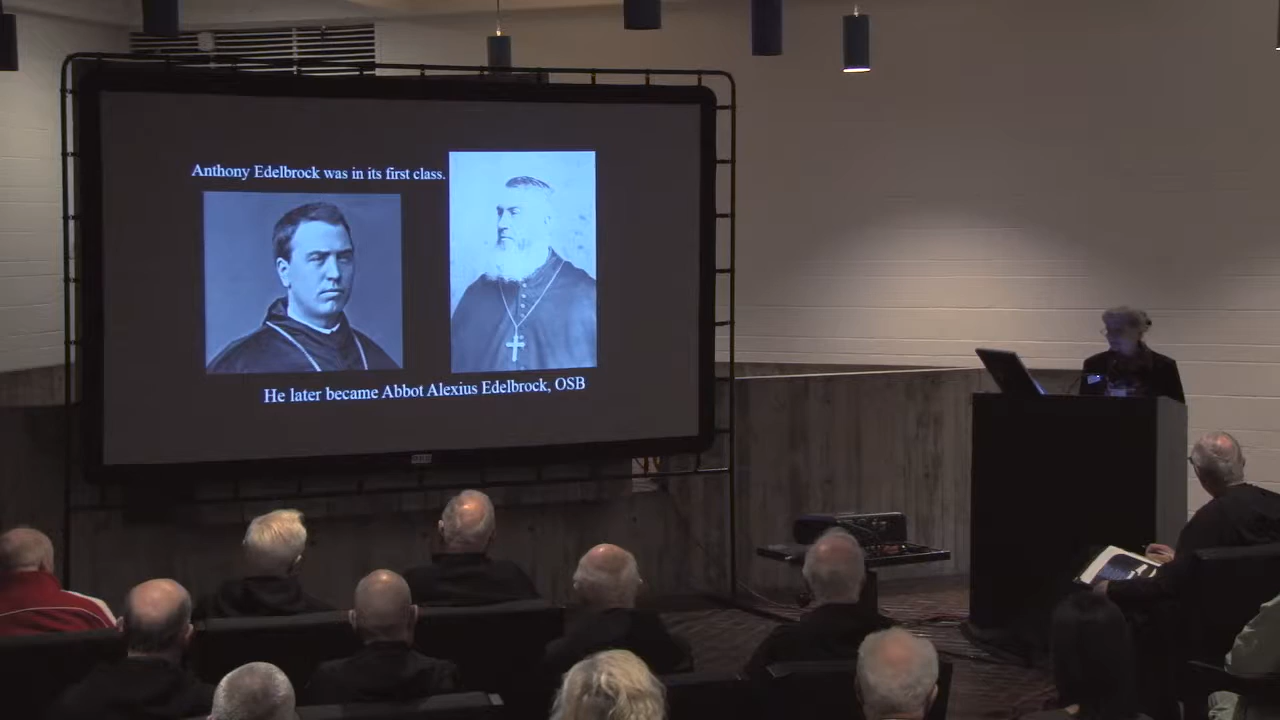 Anthony Edelbrock was in its first class.
He later became Abbot Alexius Edelbrock, OSB